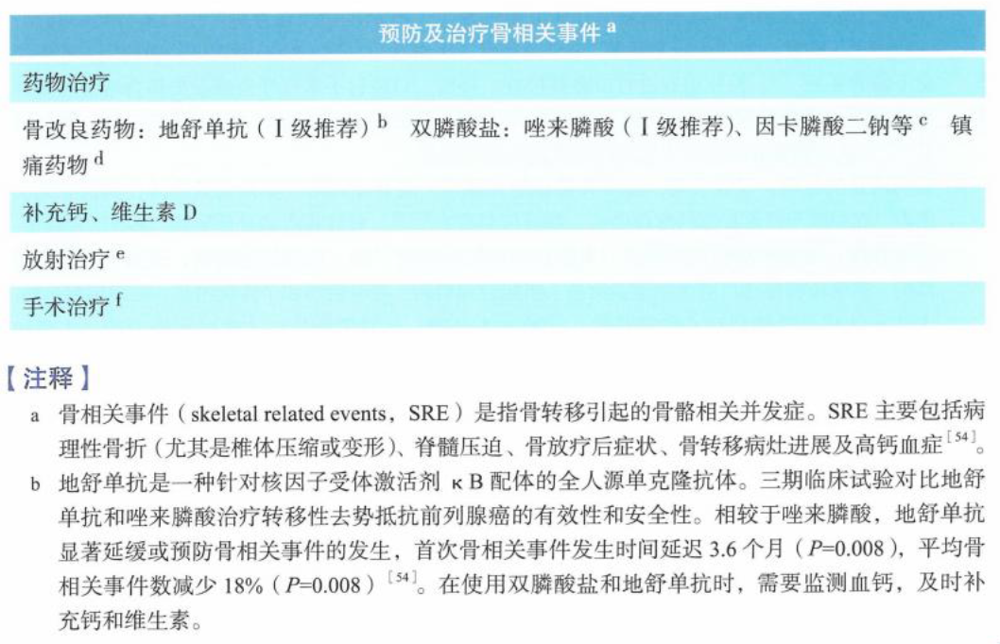 预防及治疗骨相关事件 a
药物治疗
骨改良药物：地舒单抗（Ⅰ级推荐）b 双膦酸盐：唑来膦酸（Ⅰ级推荐）、因卡膦酸二钠等 c 镇
痛药物 d
补充钙、维生素 D
放射治疗 e
手术治疗 f
【注释】
a 骨相关事件（skeletal related events，SRE）是指骨转移引起的骨骼相关并发症。SRE 主要包括病
理性骨折（尤其是椎体压缩或变形）、脊髓压迫、骨放疗后症状、骨转移病灶进展及高钙血症［54］。
b 地舒单抗是一种针对核因子受体激活剂 κB 配体的全人源单克隆抗体。三期临床试验对比地舒
单抗和唑来膦酸治疗转移性去势抵抗前列腺癌的有效性和安全性。相较于唑来膦酸，地舒单抗
显著延缓或预防骨相关事件的发生，首次骨相关事件发生时间延迟 3.6 个月（P=0.008），平均骨
相关事件数减少 18%（P=0.008）［54］。在使用双膦酸盐和地舒单抗时，需要监测血钙，及时补
充钙和维生素。